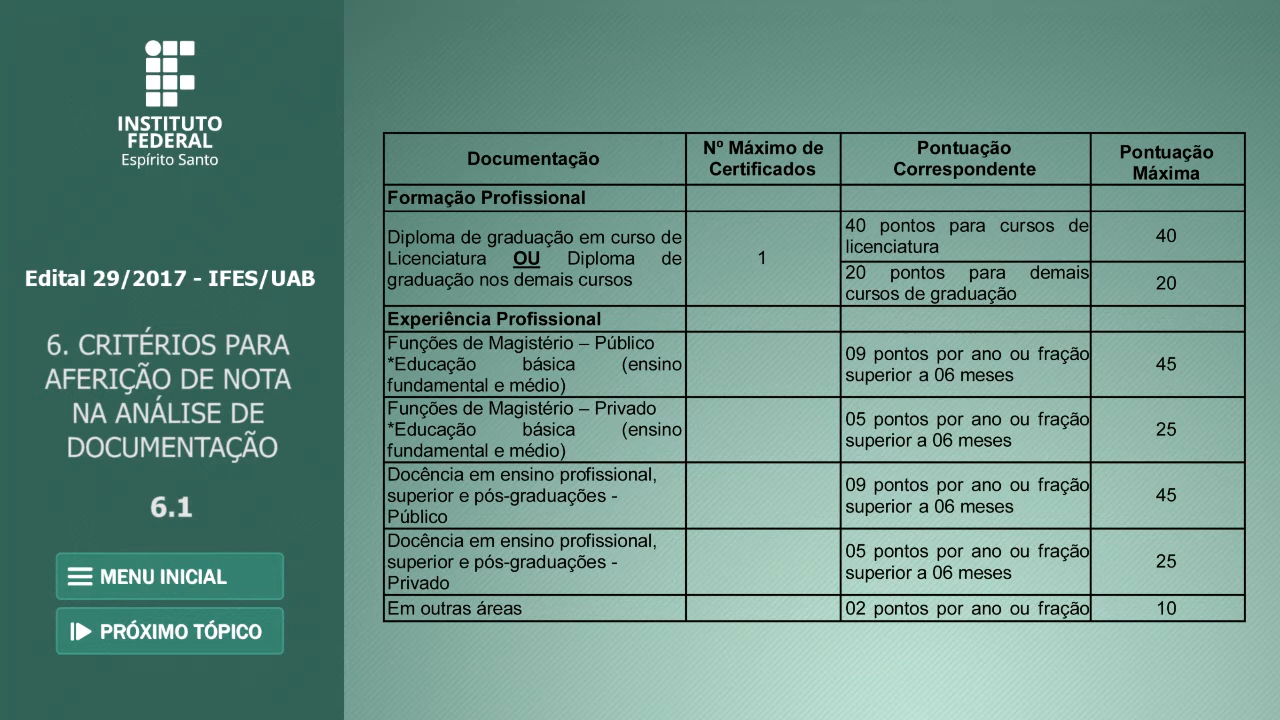 INSTITUTO
FEDERAL
Espírito Santo
Edital 29/2017 - IFES/UAB
6. CRITÉRIOS PARA
AFERIÇÃO DE NOTA
NA ANÁLISE DE
DOCUMENTAÇÃO
6.1
MENU INICIAL
PRÓXIMO TÓPICO
Documentação
Nº Máximo de
Certificados
Pontuação
Correspondente
Pontuação
Máxima
Formação Profissional
Diploma de graduação em curso de
Licenciatura OU Diploma de
graduação nos demais cursos
1
40 pontos para cursos de
licenciatura
40
20 pontos para demais
cursos de graduação
20
Experiência Profissional
Funções de Magistério – Público
*Educação básica (ensino
fundamental e médio)
09 pontos por ano ou fração
superior a 06 meses
45
Funções de Magistério – Privado
*Educação básica (ensino
fundamental e médio)
05 pontos por ano ou fração
superior a 06 meses
25
Docência em ensino profissional,
superior e pós-graduações -
Público
09 pontos por ano ou fração
superior a 06 meses
45
Docência em ensino profissional,
superior e pós-graduações -
Privado
05 pontos por ano ou fração
superior a 06 meses
25
Em outras áreas
02 pontos por ano ou fração
10